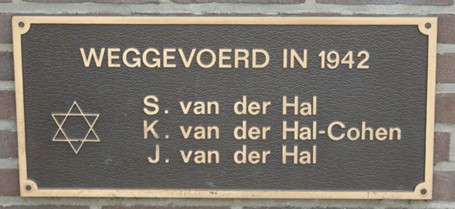 WEGGEVOERD IN 1942
S. van der Hal
K. van der Hal-Cohen
J. van der Hal